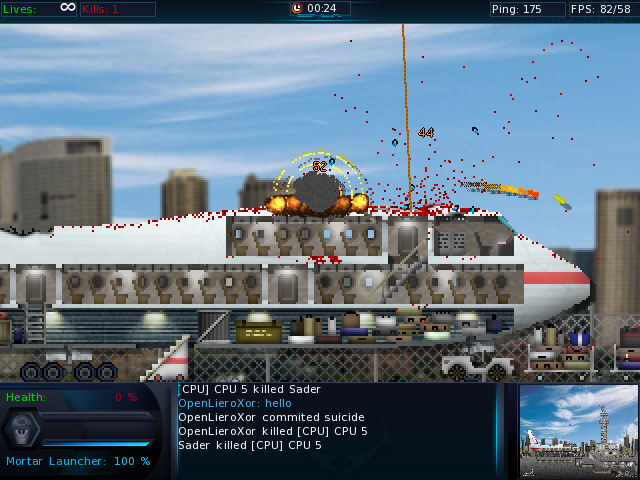 Lives: ∞ Kills: 1 00:24 Ping: 175 FPS: 82/58
44
52
[CPU] CPU 5 killed Sader
Health: 0 %
OpenLieroXor: hello
OpenLieroXor commited suicide
OpenLieroXor killed [CPU] CPU 5
Sader killed [CPU] CPU 5
Mortar Launcher: 100 %